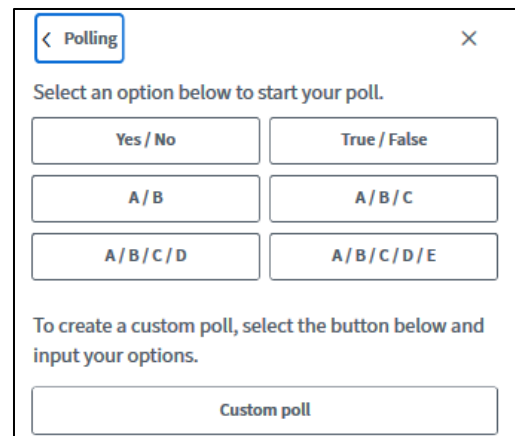 Polling
Select an option below to start your poll.
Yes / No
True / False
A / B
A / B / C
A / B / C / D
A / B / C / D / E
To create a custom poll, select the button below and
input your options.
Custom poll